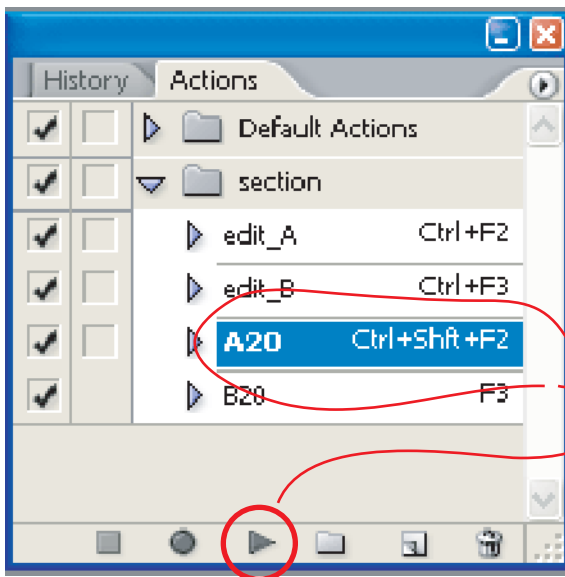 History Actions
Default Actions
section
edit_A Ctrl+F2
edit_B Ctrl+F3
A20 Ctrl+Shft+F2
B20 F3